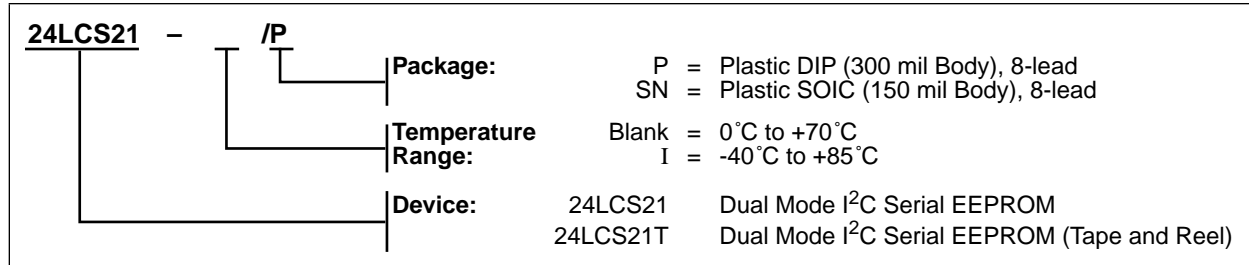 24LCS21 – /P
Package: P = Plastic DIP (300 mil Body), 8-lead
SN = Plastic SOIC (150 mil Body), 8-lead
Temperature Blank = 0˚C to +70˚C
Range: I = -40˚C to +85˚C
Device: 24LCS21 Dual Mode I²C Serial EEPROM
24LCS21T Dual Mode I²C Serial EEPROM (Tape and Reel)